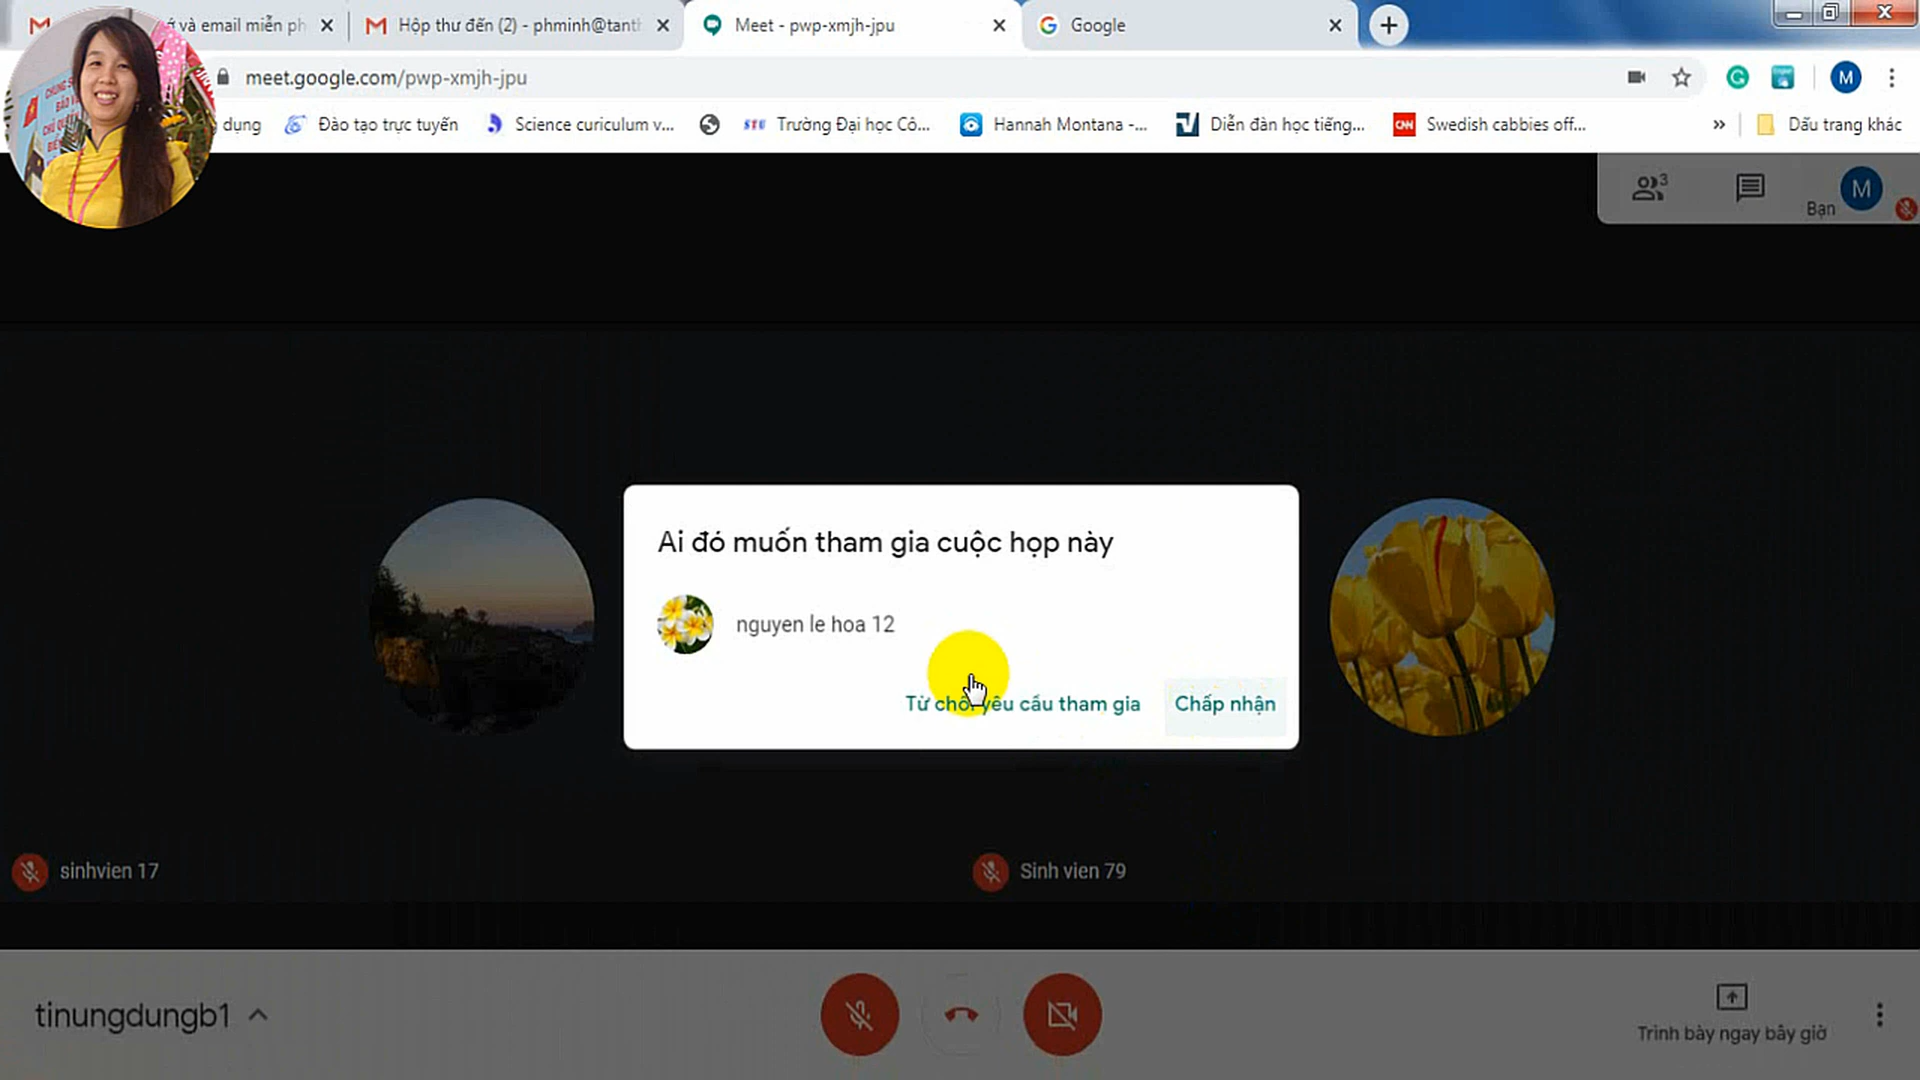 ớ và email miễn ph
Hộp thư đến (2) - phminh@tanth
Meet - pwp-xmjh-jpu
Google
meet.google.com/pwp-xmjh-jpu
M
dụng
Đào tạo trực tuyến
Science curiculum v...
STU Trường Đại học Cô...
Hannah Montana -...
Diễn đàn học tiếng...
CNN Swedish cabbies off...
»
Dấu trang khác
3
Bạn
M
Ai đó muốn tham gia cuộc họp này
nguyen le hoa 12
Từ chối yêu cầu tham gia
Chấp nhận
sinhvien 17
Sinh vien 79
tinungdungb1
Trình bày ngay bây giờ